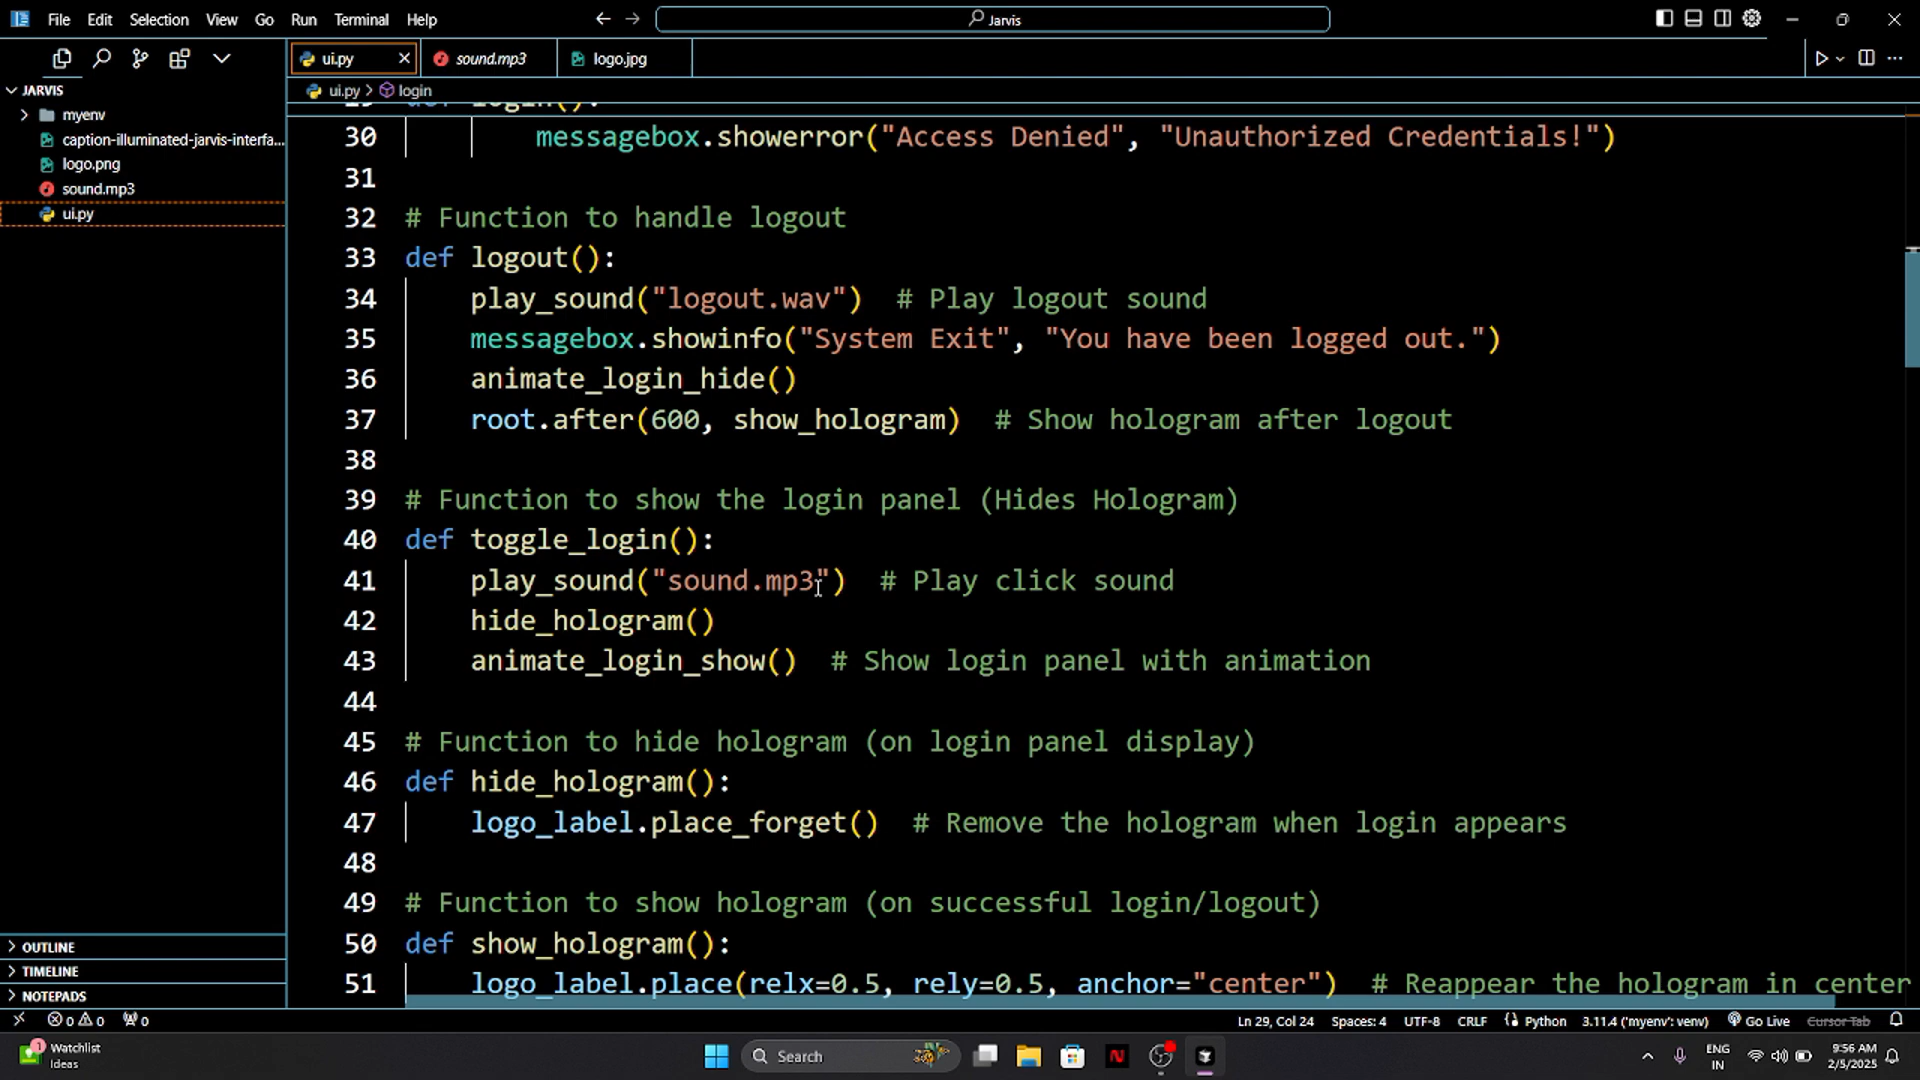 File Edit Selection View Go Run Terminal Help
Jarvis
ui.py
sound.mp3
logo.jpg
JARVIS
myenv
caption-illuminated-jarvis-interfa...
logo.png
sound.mp3
ui.py
ui.py > login
30 messagebox.showerror("Access Denied", "Unauthorized Credentials!")
31
32 # Function to handle logout
33 def logout():
34 play_sound("logout.wav")  # Play logout sound
35 messagebox.showinfo("System Exit", "You have been logged out.")
36 animate_login_hide()
37 root.after(600, show_hologram)  # Show hologram after logout
38
39 # Function to show the login panel (Hides Hologram)
40 def toggle_login():
41 play_sound("sound.mp3")  # Play click sound
42 hide_hologram()
43 animate_login_show()  # Show login panel with animation
44
45 # Function to hide hologram (on login panel display)
46 def hide_hologram():
47 logo_label.place_forget()  # Remove the hologram when login appears
48
49 # Function to show hologram (on successful login/logout)
50 def show_hologram():
51 logo_label.place(relx=0.5, rely=0.5, anchor="center")  # Reappear the hologram in center
OUTLINE
TIMELINE
NOTEPADS
0 0 0
Ln 29, Col 24 Spaces: 4 UTF-8 CRLF Python 3.11.4 ('myenv': venv) Go Live Cursor Tab
1
Watchlist
Ideas
Search
N
ENG
IN
9:56 AM
2/5/2025